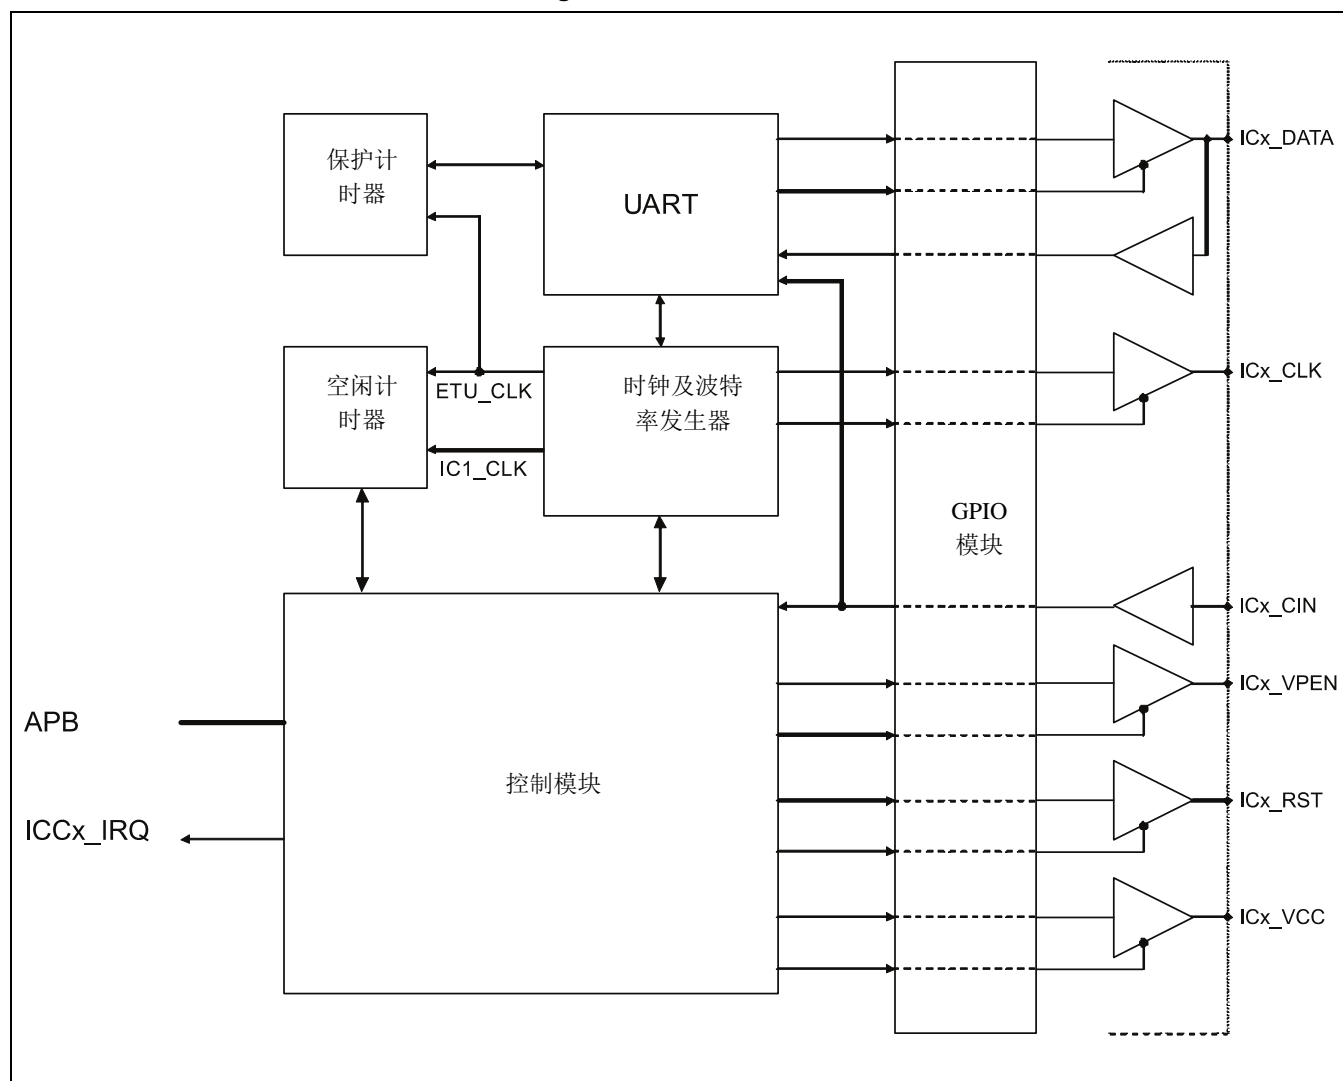 保护计
时器
UART
ICx_DATA
空闲计
时器
ETU_CLK
IC1_CLK
时钟及波特
率发生器
ICx_CLK
GPIO
模块
ICx_CIN
ICx_VPEN
APB
控制模块
ICx_RST
ICCx_IRQ
ICx_VCC